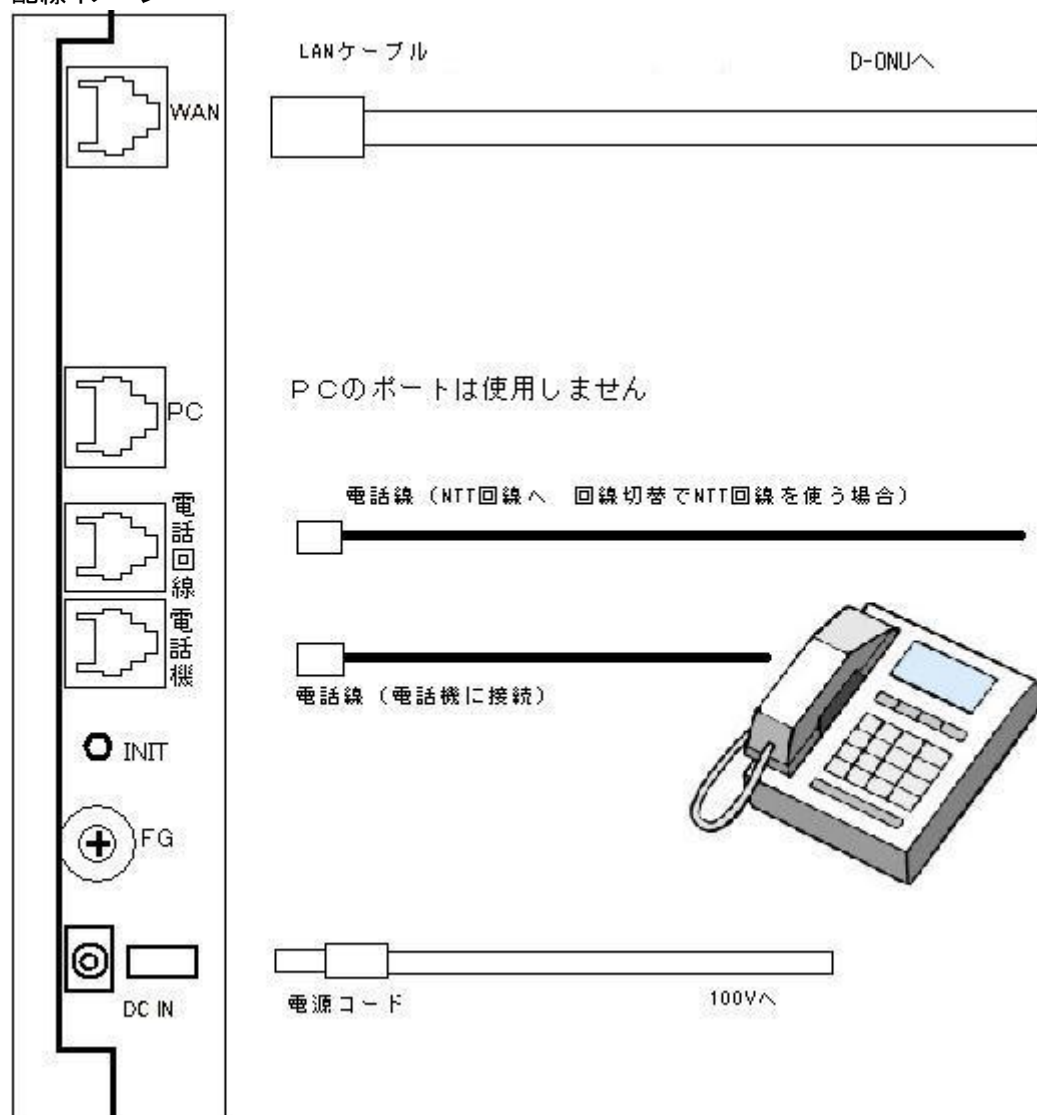 LANケーブル
D-ONUへ
WAN
PC
PCのポートは使用しません
電話回線
電話線（NTT回線へ　回線切替でNTT回線を使う場合）
電話機
電話線（電話機に接続）
INIT
FG
DC IN
電源コード
100Vへ